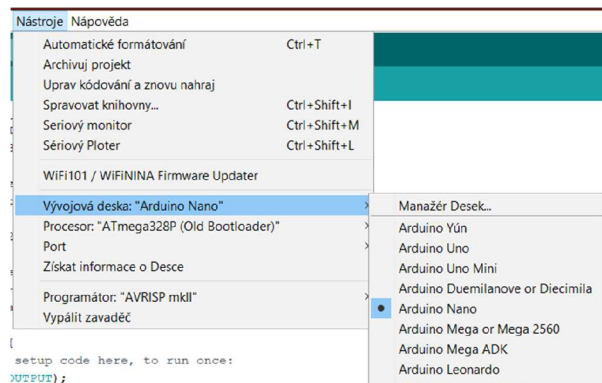 Nástroje Nápověda
Automatické formátování Ctrl+T
Archivuj projekt
Uprav kódování a znovu nahraj
Spravovat knihovny... Ctrl+Shift+I
Seriový monitor Ctrl+Shift+M
Sériový Ploter Ctrl+Shift+L
WiFi101 / WiFiNINA Firmware Updater
Vývojová deska: "Arduino Nano"
Procesor: "ATmega328P (Old Bootloader)"
Port
Získat informace o Desce
Programátor: "AVRISP mkII"
Vypálit zavaděč
Manažér Desek...
Arduino Yún
Arduino Uno
Arduino Uno Mini
Arduino Duemilanove or Diecimila
Arduino Nano
Arduino Mega or Mega 2560
Arduino Mega ADK
Arduino Leonardo
setup code here, to run once:
OUTPUT);